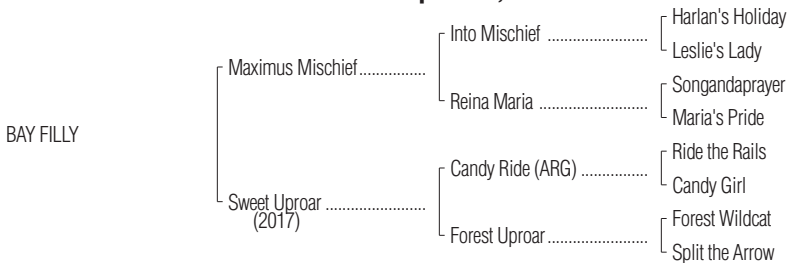 Harlan's Holiday
Into Mischief ........................
Leslie's Lady
Maximus Mischief................
Songandaprayer
Reina Maria ..........................
Maria's Pride
BAY FILLY
Ride the Rails
Candy Ride (ARG) ................
Candy Girl
Sweet Uproar ........................
(2017)
Forest Wildcat
Forest Uproar........................
Split the Arrow